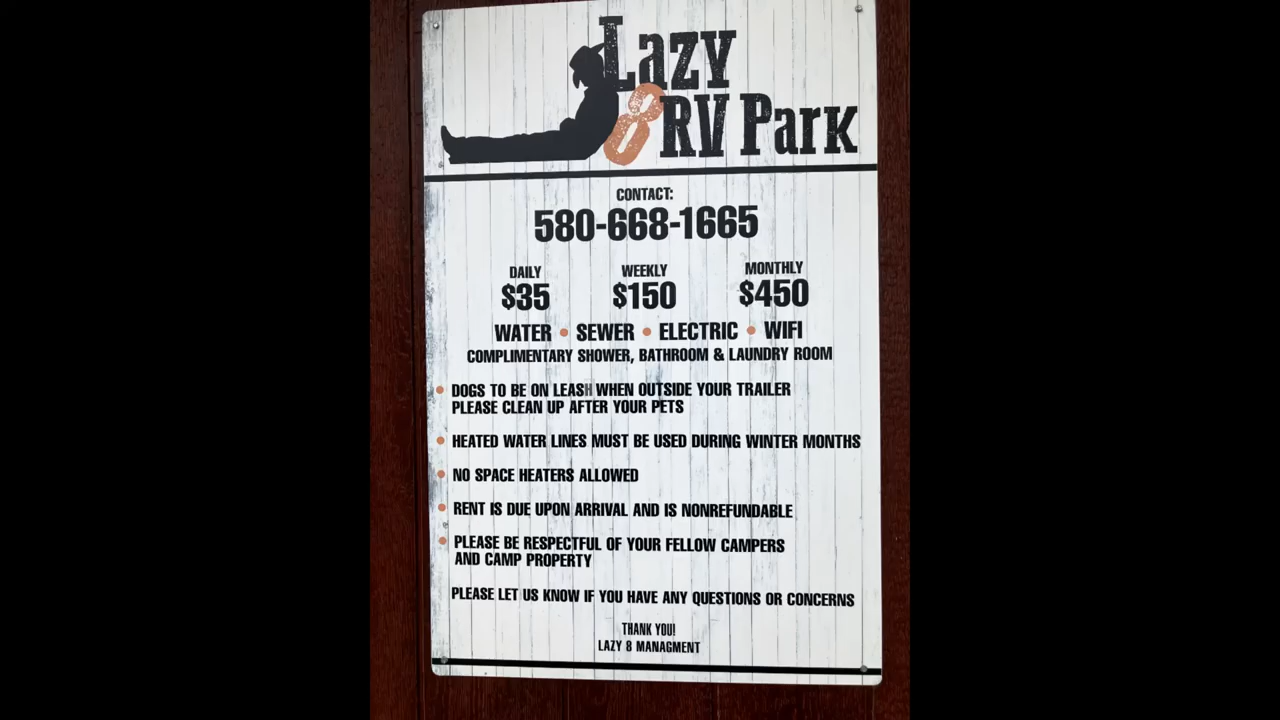 Lazy
8 RV Park
CONTACT:
580-668-1665
DAILY WEEKLY MONTHLY
$35 $150 $450
WATER • SEWER • ELECTRIC • WIFI
COMPLIMENTARY SHOWER, BATHROOM & LAUNDRY ROOM
• DOGS TO BE ON LEASH WHEN OUTSIDE YOUR TRAILER
PLEASE CLEAN UP AFTER YOUR PETS
• HEATED WATER LINES MUST BE USED DURING WINTER MONTHS
• NO SPACE HEATERS ALLOWED
• RENT IS DUE UPON ARRIVAL AND IS NONREFUNDABLE
• PLEASE BE RESPECTFUL OF YOUR FELLOW CAMPERS
AND CAMP PROPERTY
PLEASE LET US KNOW IF YOU HAVE ANY QUESTIONS OR CONCERNS
THANK YOU!
LAZY 8 MANAGMENT